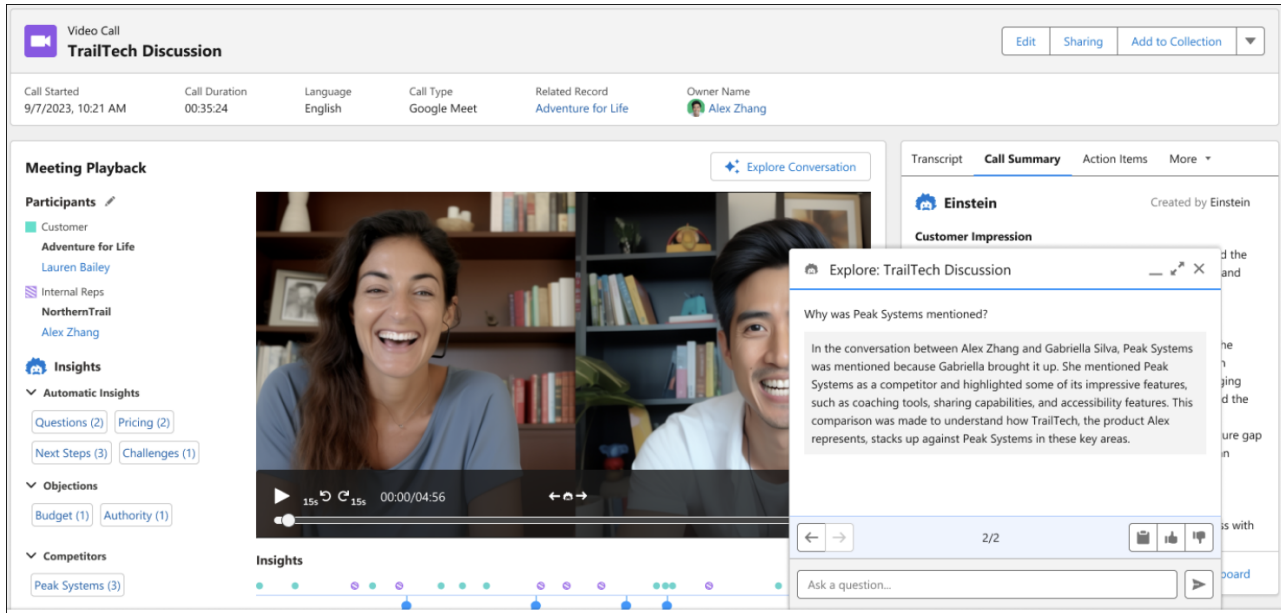 Video Call
TrailTech Discussion
Edit
Sharing
Add to Collection
Call Started
9/7/2023, 10:21 AM
Call Duration
00:35:24
Language
English
Call Type
Google Meet
Related Record
Adventure for Life
Owner Name
Alex Zhang
Meeting Playback
Explore Conversation
Participants
Customer
Adventure for Life
Lauren Bailey
Internal Reps
NorthernTrail
Alex Zhang
Insights
Automatic Insights
Questions (2)
Pricing (2)
Next Steps (3)
Challenges (1)
Objections
Budget (1)
Authority (1)
Competitors
Peak Systems (3)
15s
15s
00:00/04:56
Insights
Transcript
Call Summary
Action Items
More
Einstein
Created by Einstein
Customer Impression
d the
and
Explore: TrailTech Discussion
Why was Peak Systems mentioned?
In the conversation between Alex Zhang and Gabriella Silva, Peak Systems
was mentioned because Gabriella brought it up. She mentioned Peak
Systems as a competitor and highlighted some of its impressive features,
such as coaching tools, sharing capabilities, and accessibility features. This
comparison was made to understand how TrailTech, the product Alex
represents, stacks up against Peak Systems in these key areas.
d the
ure gap
ss with
2/2
Ask a question...
board